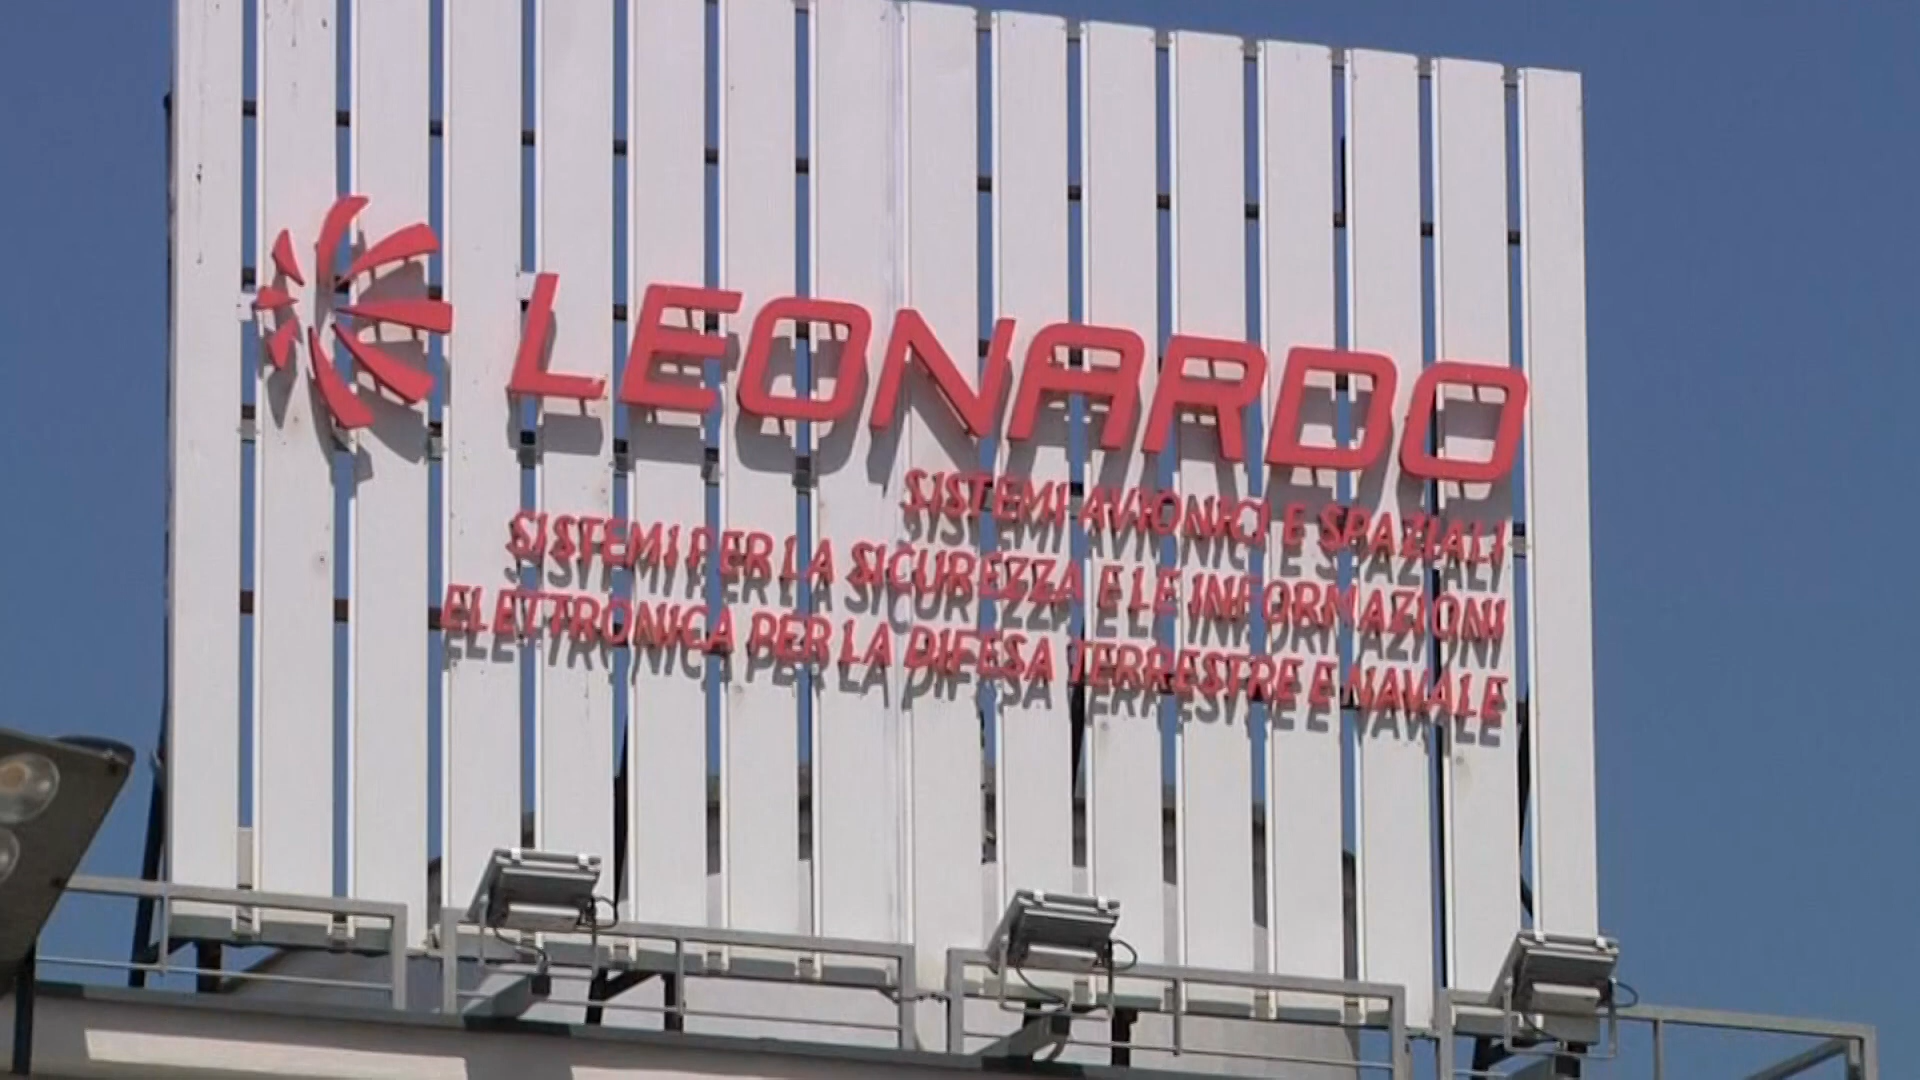 LEONARDO
SISTEMI AVIONICI E SPAZIALI
SISTEMI PER LA SICUREZZA E LE INFORMAZIONI
ELETTRONICA PER LA DIFESA TERRESTRE E NAVALE